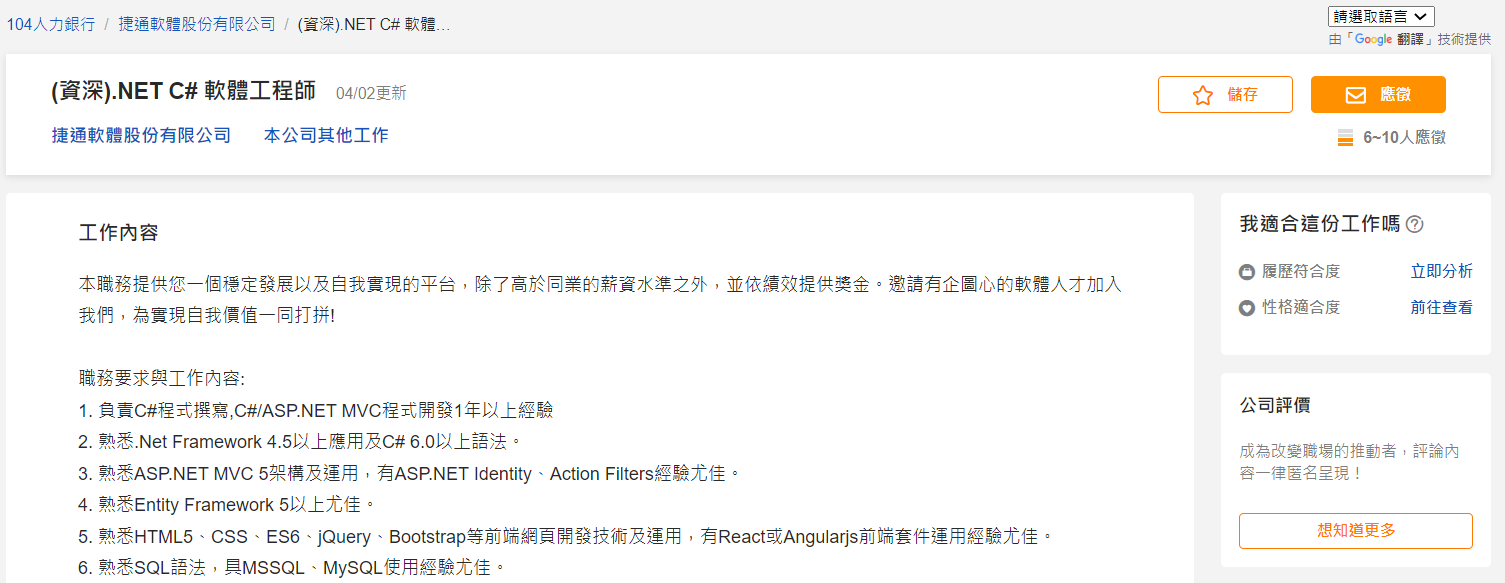 104人力銀行 / 捷通軟體股份有限公司 / (資深).NET C# 軟體…
請選取語言
由「Google 翻譯」技術提供
(資深).NET C# 軟體工程師 04/02更新
儲存
應徵
捷通軟體股份有限公司 本公司其他工作
6~10人應徵
工作內容
本職務提供您一個穩定發展以及自我實現的平台，除了高於同業的薪資水準之外，並依績效提供獎金。邀請有企圖心的軟體人才加入
我們，為實現自我價值一同打拼!
職務要求與工作內容:
1. 負責C#程式撰寫,C#/ASP.NET MVC程式開發1年以上經驗
2. 熟悉.Net Framework 4.5以上應用及C# 6.0以上語法。
3. 熟悉ASP.NET MVC 5架構及運用，有ASP.NET Identity、Action Filters經驗尤佳。
4. 熟悉Entity Framework 5以上尤佳。
5. 熟悉HTML5、CSS、ES6、jQuery、Bootstrap等前端網頁開發技術及運用，有React或Angularjs前端套件運用經驗尤佳。
6. 熟悉SQL語法，具MSSQL、MySQL使用經驗尤佳。
我適合這份工作嗎
履歷符合度 立即分析
性格適合度 前往查看
公司評價
成為改變職場的推動者，評論內
容一律匿名呈現！
想知道更多